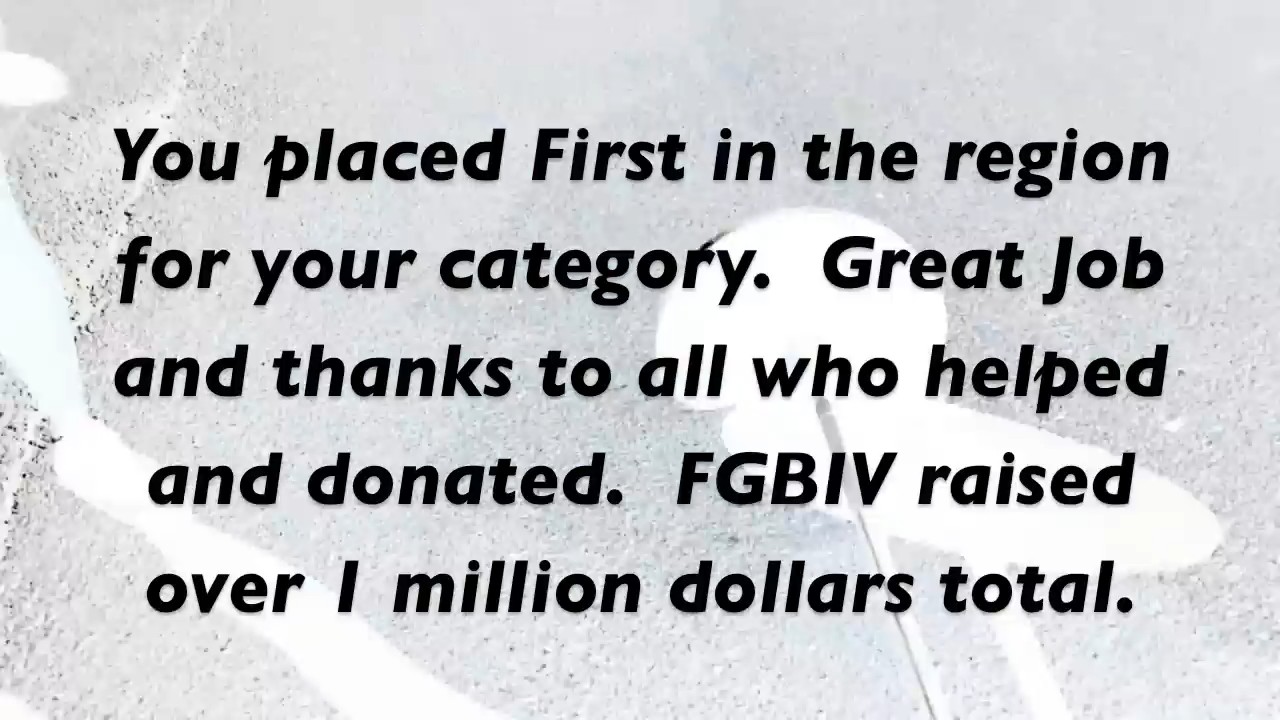 You placed First in the region
for your category.  Great Job
and thanks to all who helped
and donated.  FGBIV raised
over 1 million dollars total.